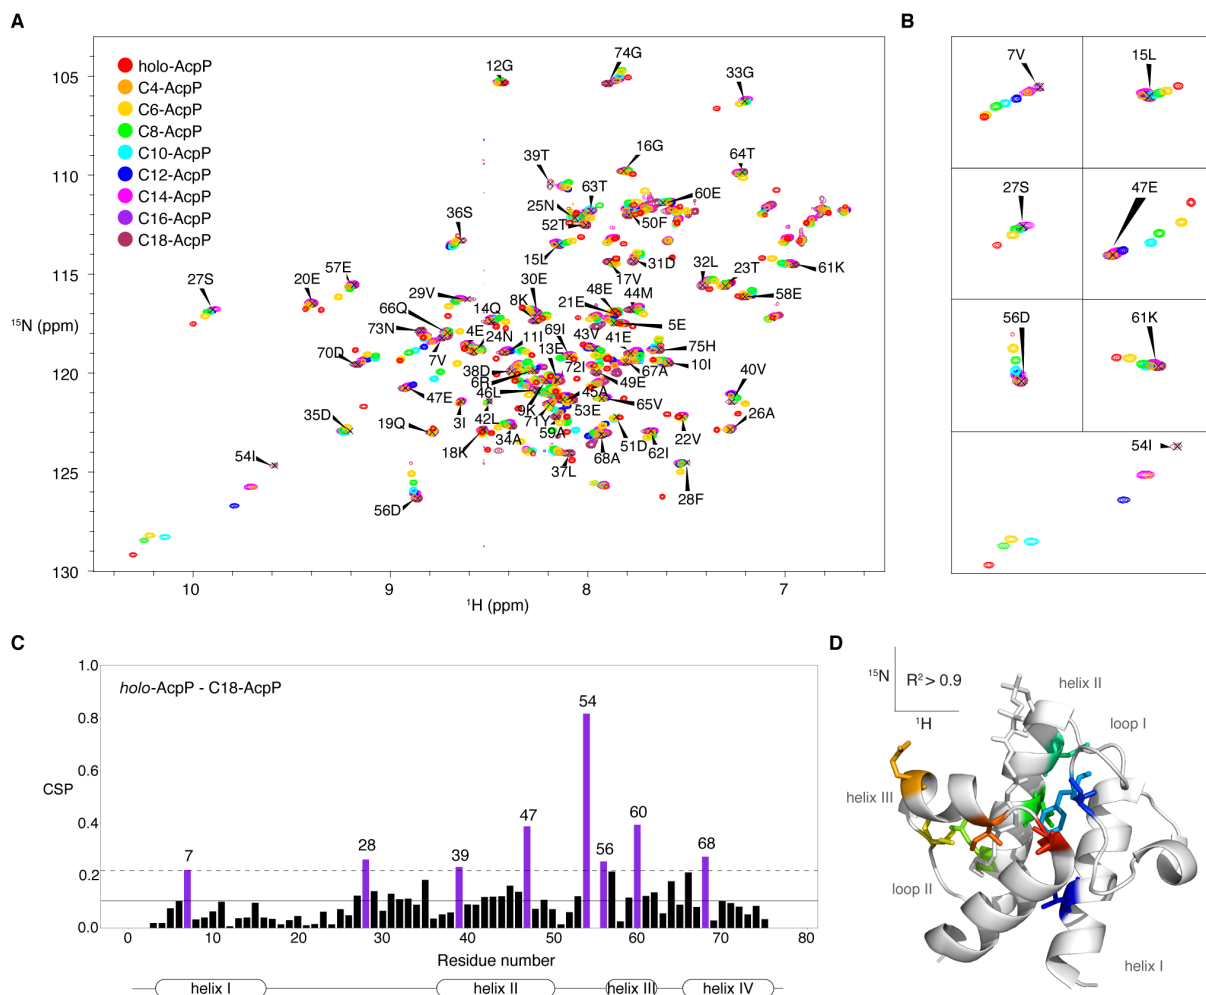 A
holo-AcpP
C4-AcpP
C6-AcpP
C8-AcpP
C10-AcpP
C12-AcpP
C14-AcpP
C16-AcpP
C18-AcpP
105
110
115
120
125
130
¹⁵N (ppm)
10
9
8
7
¹H (ppm)
12G
74G
33G
39T
16G
64T
63T
60E
25N
52T
50F
36S
15L
31D
17V
32L
23T
61K
27S
20E
57E
29V
30E
8K
48E
44M
58E
21E
66Q
14Q
5E
73N
7V
4E
24N
11I
69I
43V
41E
75H
13E
70D
38D
72I
67A
10I
6R
49E
40V
47E
46L
45A
9K
3I
42L
71Y
53E
65V
35D
19Q
59A
26A
18K
34A
51D
22V
68A
62I
37L
54I
28F
56D
B
7V
15L
27S
47E
56D
61K
54I
C
holo-AcpP - C18-AcpP
1.0
0.8
0.6
0.4
0.2
0.0
CSP
7
28
39
47
54
56
60
68
0
10
20
30
40
50
60
70
80
Residue number
helix I
helix II
helix III
helix IV
D
¹⁵N
R² > 0.9
¹H
helix II
loop I
helix III
loop II
helix I